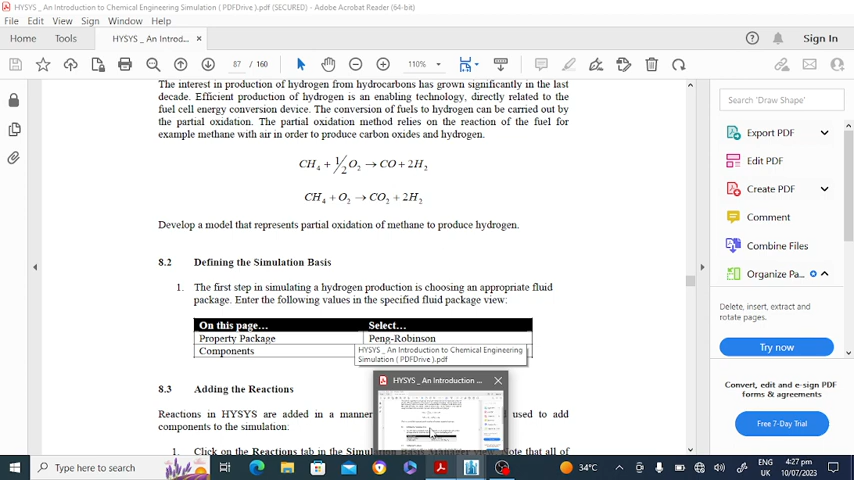 HYSYS _ An Introduction to Chemical Engineering Simulation ( PDFDrive ).pdf (SECURED) - Adobe Acrobat Reader (64-bit)
File Edit View Sign Window Help
Home Tools HYSYS _ An Introd... × Sign In
87 / 160 110%
The interest in production of hydrogen from hydrocarbons has grown significantly in the last
decade. Efficient production of hydrogen is an enabling technology, directly related to the
fuel cell energy conversion device. The conversion of fuels to hydrogen can be carried out by
the partial oxidation. The partial oxidation method relies on the reaction of the fuel for
example methane with air in order to produce carbon oxides and hydrogen.
CH₄ + 1/2 O₂ → CO + 2H₂
CH₄ + O₂ → CO₂ + 2H₂
Develop a model that represents partial oxidation of methane to produce hydrogen.
8.2 Defining the Simulation Basis
1. The first step in simulating a hydrogen production is choosing an appropriate fluid
package. Enter the following values in the specified fluid package view:
On this page... Select...
Property Package Peng-Robinson
Components
HYSYS _ An Introduction to Chemical Engineering
Simulation ( PDFDrive ).pdf
HYSYS _ An Introduction ...
8.3 Adding the Reactions
Reactions in HYSYS are added in a manner used to add
components to the simulation:
1. Click on the Reactions tab in the Simulation Basis Manager view. Note that all of
Search 'Draw Shape'
Export PDF
Edit PDF
Create PDF
Comment
Combine Files
Organize Pa...
Delete, insert, extract and
rotate pages.
Try now
Convert, edit and e-sign PDF
forms & agreements
Free 7-Day Trial
Type here to search
34°C
ENG
UK
4:27 pm
10/07/2023